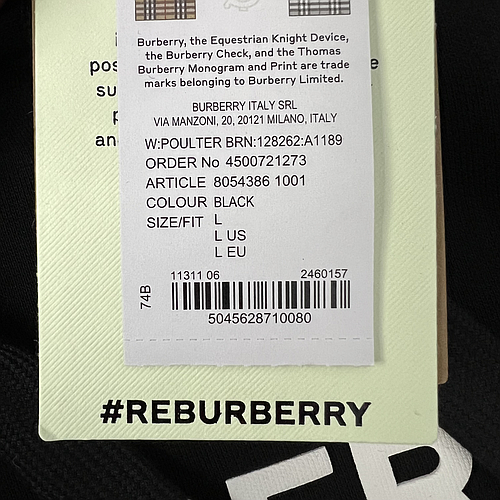 Burberry, the Equestrian Knight Device,
the Burberry Check, and the Thomas
Burberry Monogram and Print are trade
marks belonging to Burberry Limited.
BURBERRY ITALY SRL
VIA MANZONI, 20, 20121 MILANO, ITALY
W:POULTER BRN:128262:A1189
ORDER No 4500721273
ARTICLE 8054386 1001
COLOUR BLACK
SIZE/FIT L
L US
L EU
74B
11311 06 2460157
5045628710080
#REBURBERRY